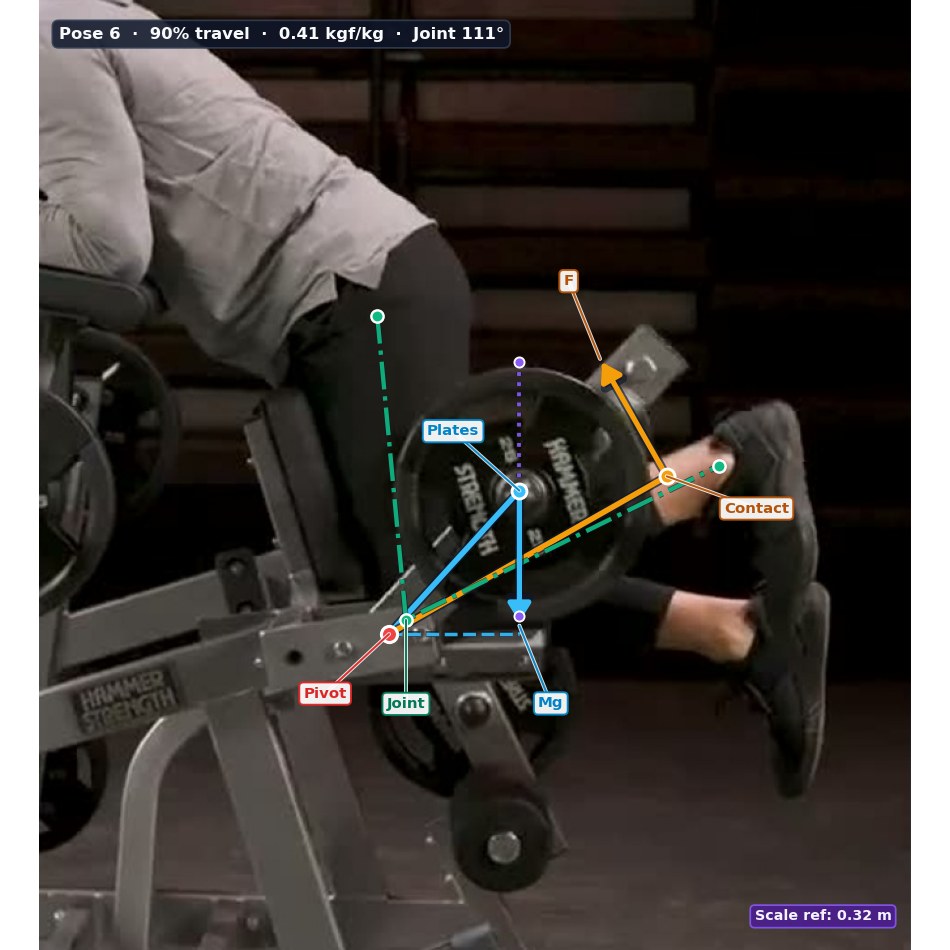 Pose 6 · 90% travel · 0.41 kgf/kg · Joint 111°
F
Plates
HAMMER
STRENGTH
Contact
Pivot
Joint
Mg
HAMMER
STRENGTH
Scale ref: 0.32 m